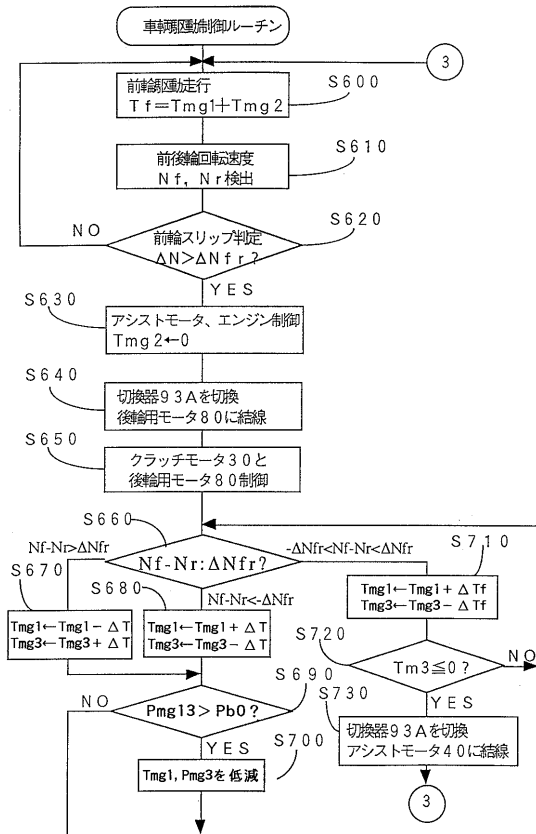 車輌駆動制御ルーチン
3
前輪駆動走行
Tf=Tmg1+Tmg2
S600
前後輪回転速度
Nf, Nr検出
S610
前輪スリップ判定
ΔN>ΔNfr?
S620
NO
YES
S630
アシストモータ、エンジン制御
Tmg2←0
S640
切換器93Aを切換
後輪用モータ80に結線
S650
クラッチモータ30と
後輪用モータ80制御
S660
Nf-Nr:ΔNfr?
Nf-Nr>ΔNfr
-ΔNfr<Nf-Nr<ΔNfr
Nf-Nr<-ΔNfr
S670
Tmg1←Tmg1-ΔT
Tmg3←Tmg3+ΔT
S680
Tmg1←Tmg1+ΔT
Tmg3←Tmg3-ΔT
S710
Tmg1←Tmg1+ΔTf
Tmg3←Tmg3-ΔTf
S720
Tm3≦0?
NO
YES
S690
Pmg13>Pb0?
NO
YES
S700
Tmg1,Pmg3を低減
S730
切換器93Aを切換
アシストモータ40に結線
3